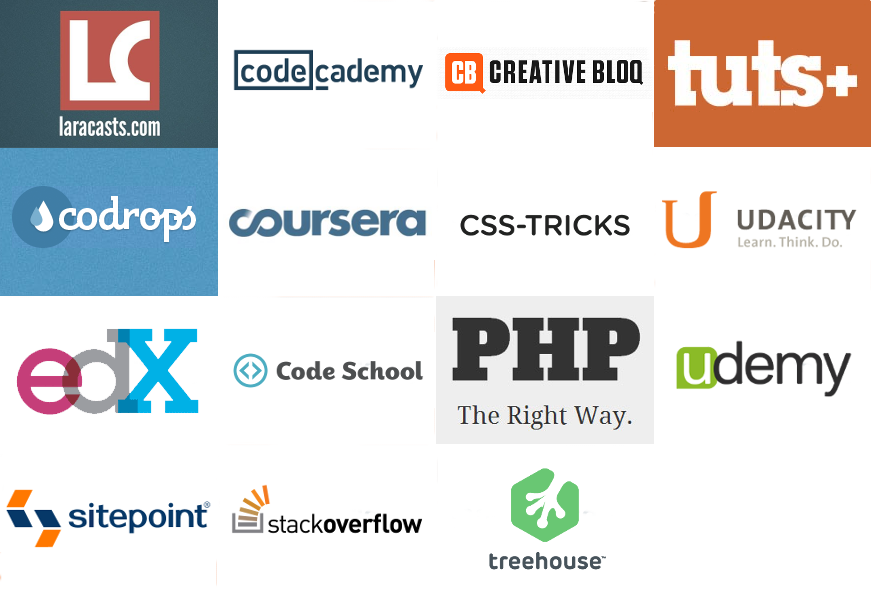 LC
laracasts.com
codecademy
CB CREATIVE BLOQ
tuts+
codrops
coursera
CSS-TRICKS
UDACITY
Learn. Think. Do.
edX
Code School
PHP
The Right Way.
udemy
sitepoint®
stackoverflow
treehouse™